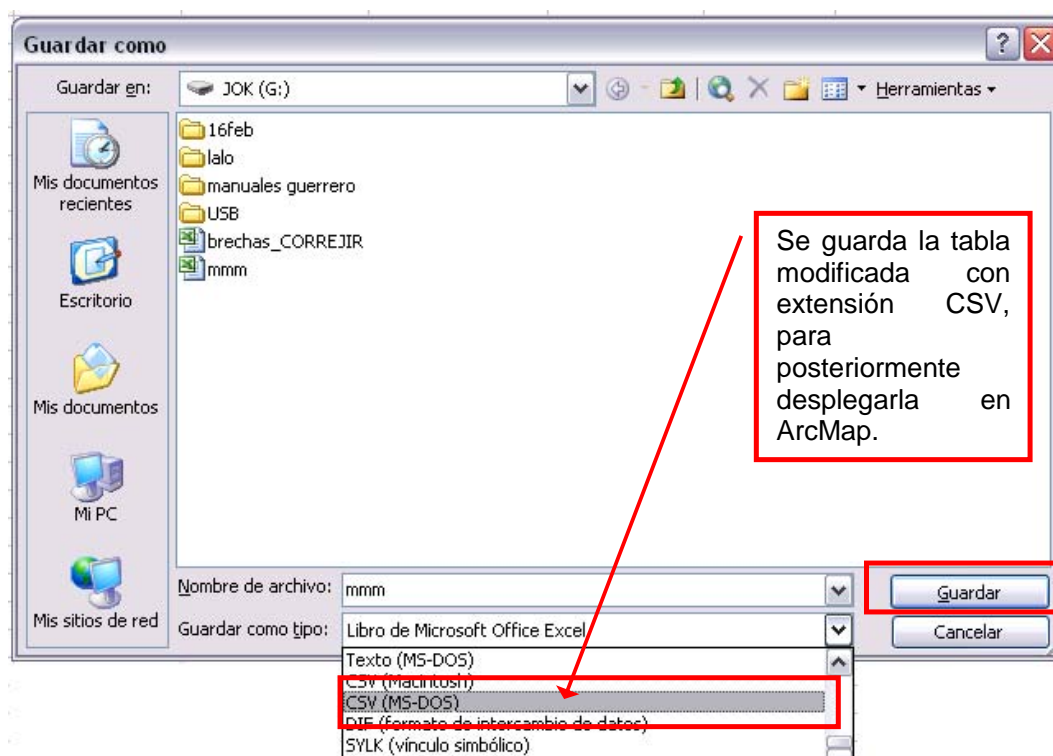 Guardar como
Guardar en:
JOK (G:)
Herramientas
Mis documentos
recientes
Escritorio
Mis documentos
Mi PC
Mis sitios de red
16feb
lalo
manuales guerrero
USB
brechas_CORREJIR
mmm
Se guarda la tabla
modificada con
extensión CSV,
para
posteriormente
desplegarla en
ArcMap.
Nombre de archivo:
mmm
Guardar
Guardar como tipo:
Libro de Microsoft Office Excel
Cancelar
Texto (MS-DOS)
CSV (Macintosh)
CSV (MS-DOS)
DIF (formato de intercambio de datos)
SYLK (vínculo simbólico)